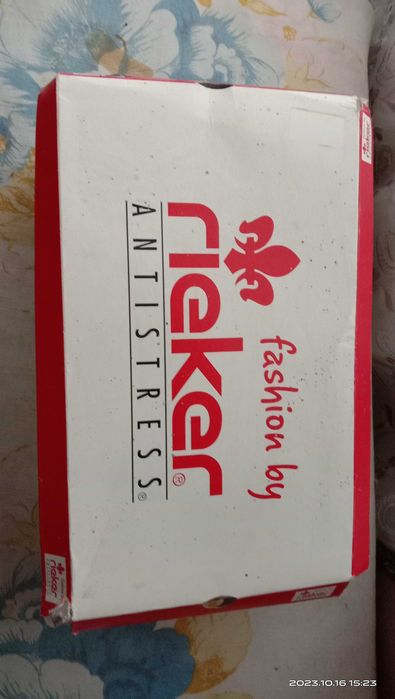 fashion by
rieker®
ANTISTRESS®
rieker
rieker
2023.10.16 15:23